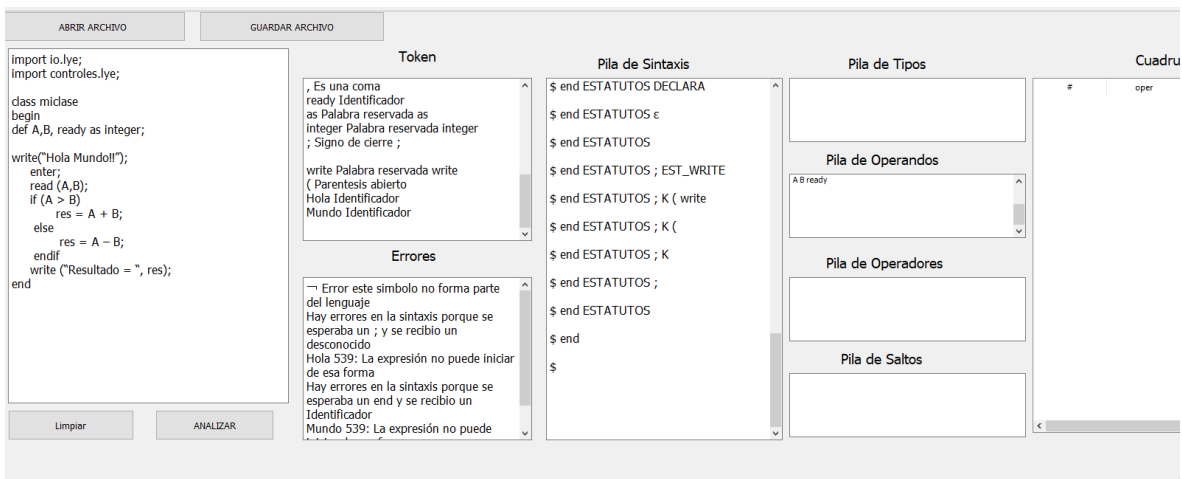 ABRIR ARCHIVO
GUARDAR ARCHIVO
import io.lye;
import controles.lye;
class miclase
begin
def A,B, ready as integer;
write("Hola Mundo!!");
enter;
read (A,B);
if (A > B)
res = A + B;
else
res = A – B;
endif
write (“Resultado = “, res);
end
Limpiar
ANALIZAR
Token
, Es una coma
ready Identificador
as Palabra reservada as
integer Palabra reservada integer
; Signo de cierre ;
write Palabra reservada write
( Parentesis abierto
Hola Identificador
Mundo Identificador
Errores
¬ Error este simbolo no forma parte
del lenguaje
Hay errores en la sintaxis porque se
esperaba un ; y se recibio un
desconocido
Hola 539: La expresión no puede iniciar
de esa forma
Hay errores en la sintaxis porque se
esperaba un end y se recibio un
Identificador
Mundo 539: La expresión no puede
Pila de Sintaxis
$ end ESTATUTOS DECLARA
$ end ESTATUTOS ε
$ end ESTATUTOS
$ end ESTATUTOS ; EST_WRITE
$ end ESTATUTOS ; K ( write
$ end ESTATUTOS ; K (
$ end ESTATUTOS ; K
$ end ESTATUTOS ;
$ end ESTATUTOS
$ end
$
Pila de Tipos
Pila de Operandos
A B ready
Pila de Operadores
Pila de Saltos
Cuadru
# oper